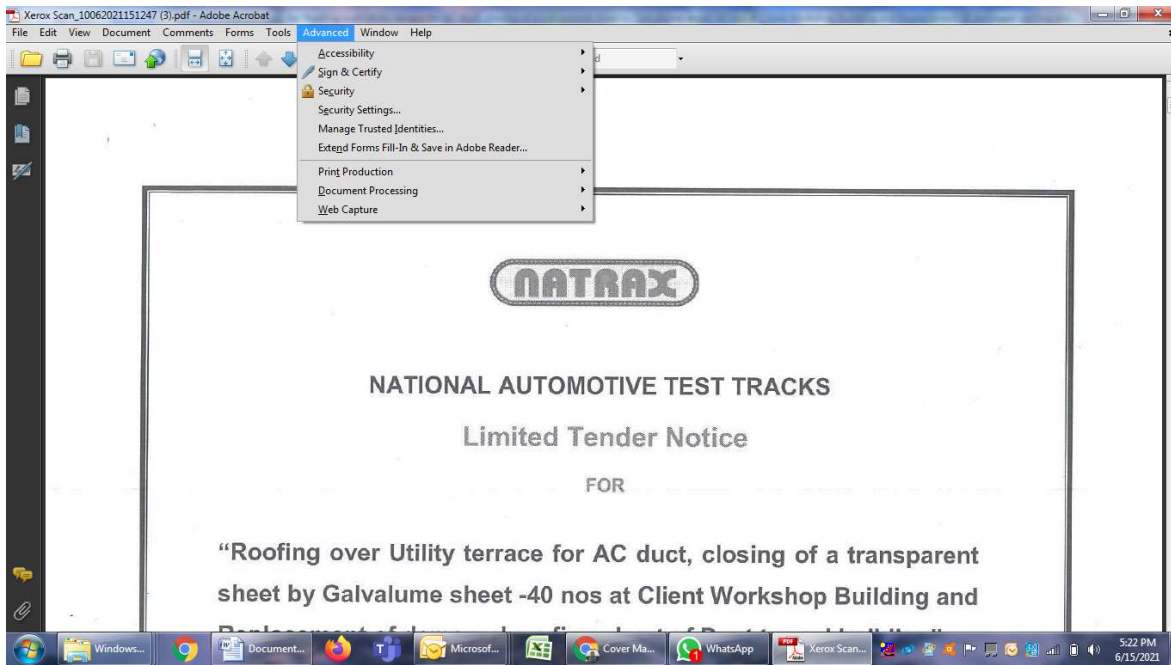 Xerox Scan_10062021151247 (3).pdf - Adobe Acrobat
File Edit View Document Comments Forms Tools Advanced Window Help
Accessibility
Sign & Certify
Security
Security Settings...
Manage Trusted Identities...
Extend Forms Fill-In & Save in Adobe Reader...
Print Production
Document Processing
Web Capture
NATRAX
NATIONAL AUTOMOTIVE TEST TRACKS
Limited Tender Notice
FOR
“Roofing over Utility terrace for AC duct, closing of a transparent
sheet by Galvalume sheet -40 nos at Client Workshop Building and
Windows... Document... Microsof... Cover Ma... WhatsApp Xerox Scan... 5:22 PM
6/15/2021